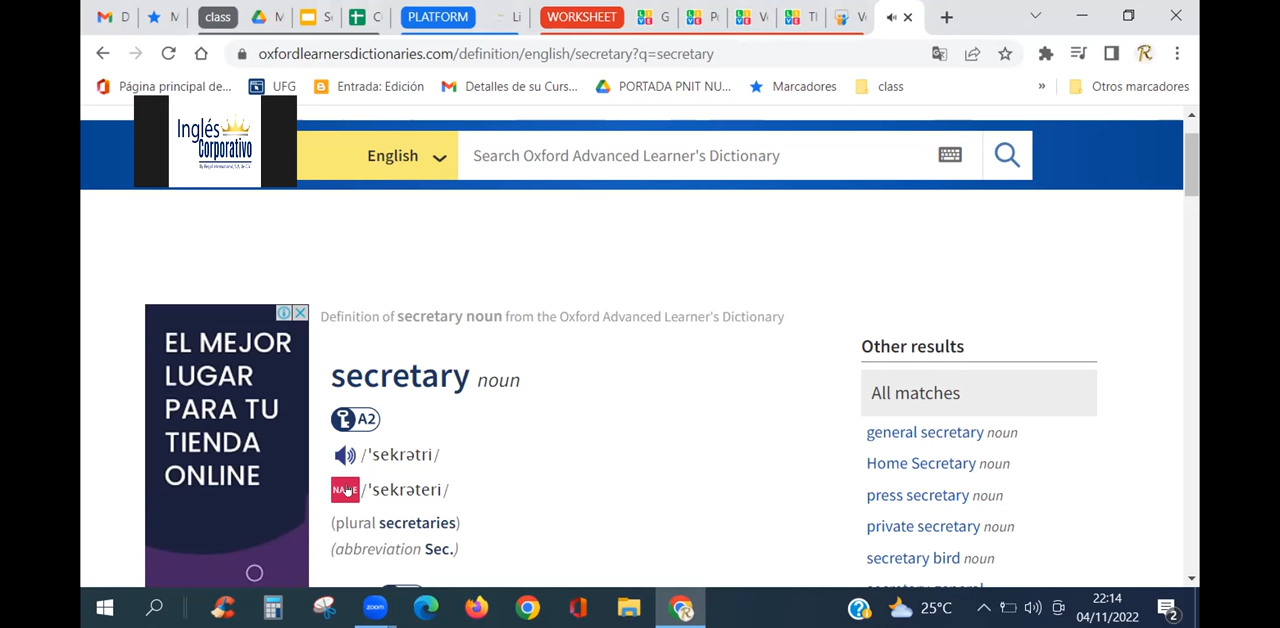 D
M
class
M
S
C
PLATFORM
Li
WORKSHEET
G
P
V
T
V
oxfordlearnersdictionaries.com/definition/english/secretary?q=secretary
Página principal de...
UFG
Entrada: Edición
Detalles de su Curs...
PORTADA PNIT NU...
Marcadores
class
»
Otros marcadores
Inglés
Corporativo
English
Search Oxford Advanced Learner's Dictionary
EL MEJOR
LUGAR
PARA TU
TIENDA
ONLINE
Definition of secretary noun from the Oxford Advanced Learner's Dictionary
secretary noun
A2
/ˈsekrətri/
/ˈsekrəteri/
(plural secretaries)
(abbreviation Sec.)
Other results
All matches
general secretary noun
Home Secretary noun
press secretary noun
private secretary noun
secretary bird noun
zoom
25°C
22:14
04/11/2022
2